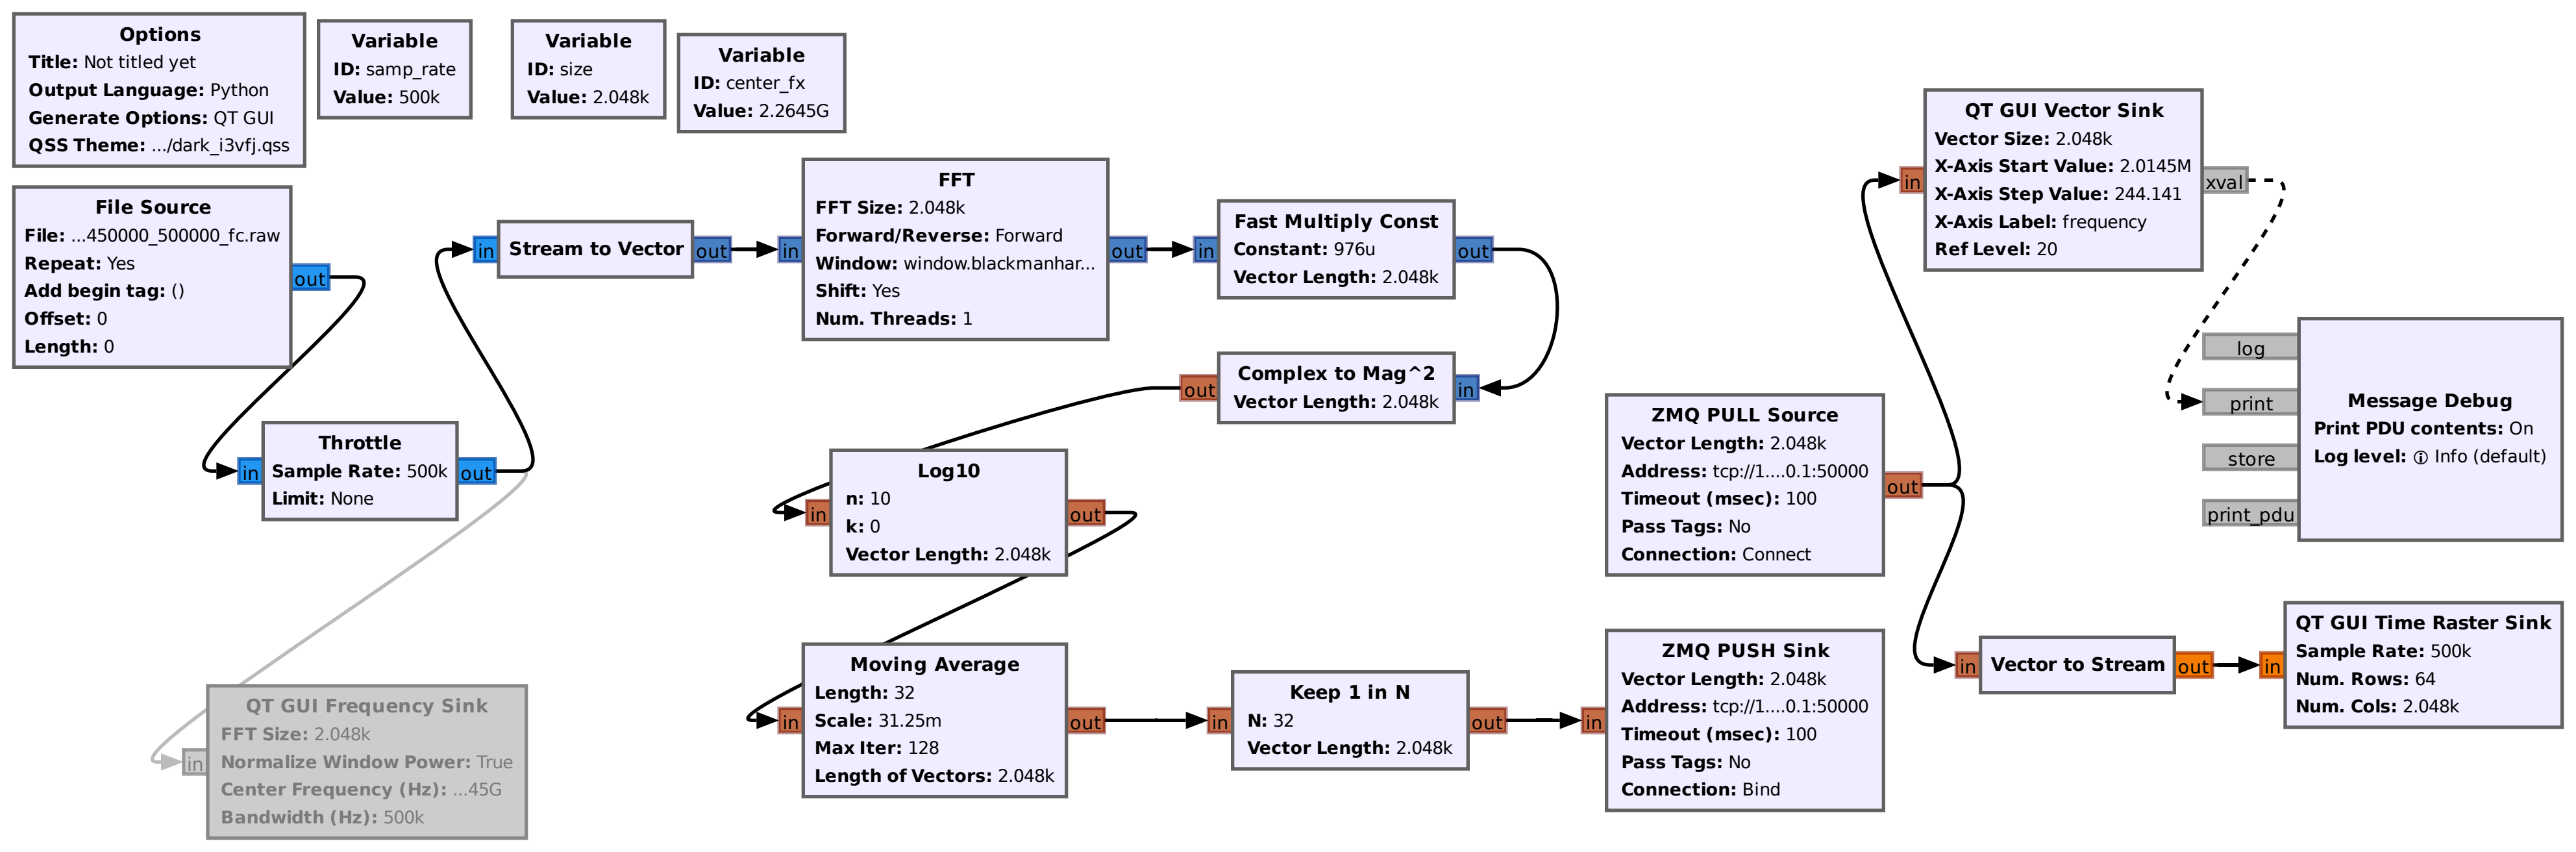 Options
Title: Not titled yet
Output Language: Python
Generate Options: QT GUI
QSS Theme: .../dark_i3vfj.qss
Variable
ID: samp_rate
Value: 500k
Variable
ID: size
Value: 2.048k
Variable
ID: center_fx
Value: 2.2645G
File Source
File: ...450000_500000_fc.raw
Repeat: Yes
Add begin tag: ()
Offset: 0
Length: 0
out
in
Throttle
Sample Rate: 500k
Limit: None
out
in
Stream to Vector
out
in
FFT
FFT Size: 2.048k
Forward/Reverse: Forward
Window: window.blackmanhar...
Shift: Yes
Num. Threads: 1
out
in
Fast Multiply Const
Constant: 976u
Vector Length: 2.048k
out
out
Complex to Mag^2
Vector Length: 2.048k
in
in
Log10
n: 10
k: 0
Vector Length: 2.048k
out
in
Moving Average
Length: 32
Scale: 31.25m
Max Iter: 128
Length of Vectors: 2.048k
out
in
Keep 1 in N
N: 32
Vector Length: 2.048k
out
in
ZMQ PUSH Sink
Vector Length: 2.048k
Address: tcp://1....0.1:50000
Timeout (msec): 100
Pass Tags: No
Connection: Bind
ZMQ PULL Source
Vector Length: 2.048k
Address: tcp://1....0.1:50000
Timeout (msec): 100
Pass Tags: No
Connection: Connect
out
in
QT GUI Vector Sink
Vector Size: 2.048k
X-Axis Start Value: 2.0145M
X-Axis Step Value: 244.141
X-Axis Label: frequency
Ref Level: 20
xval
log
print
store
print_pdu
Message Debug
Print PDU contents: On
Log level: ⓘ Info (default)
in
Vector to Stream
out
in
QT GUI Time Raster Sink
Sample Rate: 500k
Num. Rows: 64
Num. Cols: 2.048k
in
QT GUI Frequency Sink
FFT Size: 2.048k
Normalize Window Power: True
Center Frequency (Hz): ...45G
Bandwidth (Hz): 500k